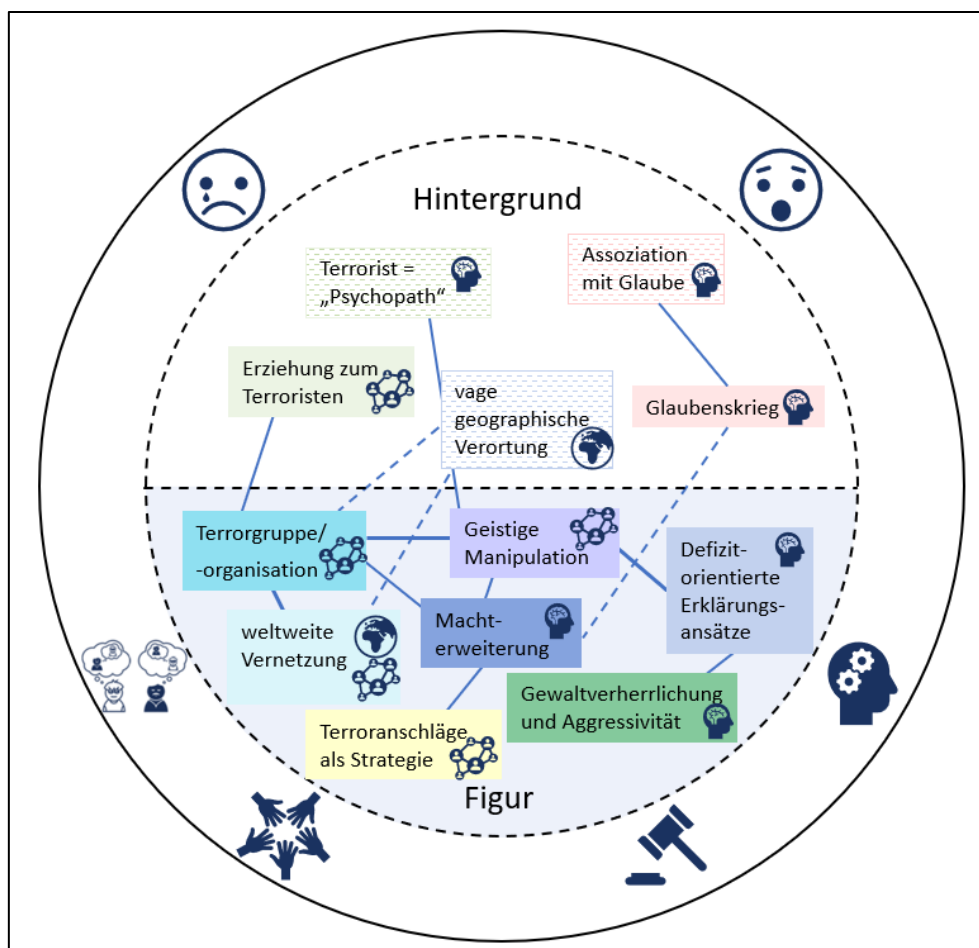 Hintergrund
Terrorist =
„Psychopath“
Assoziation
mit Glaube
Erziehung zum
Terroristen
vage
geographische
Verortung
Glaubenskrieg
Terrorgruppe/
-organisation
Geistige
Manipulation
Defizit-
orientierte
Erklärungs-
ansätze
weltweite
Vernetzung
Macht-
erweiterung
Gewaltverherrlichung
und Aggressivität
Terroranschläge
als Strategie
Figur